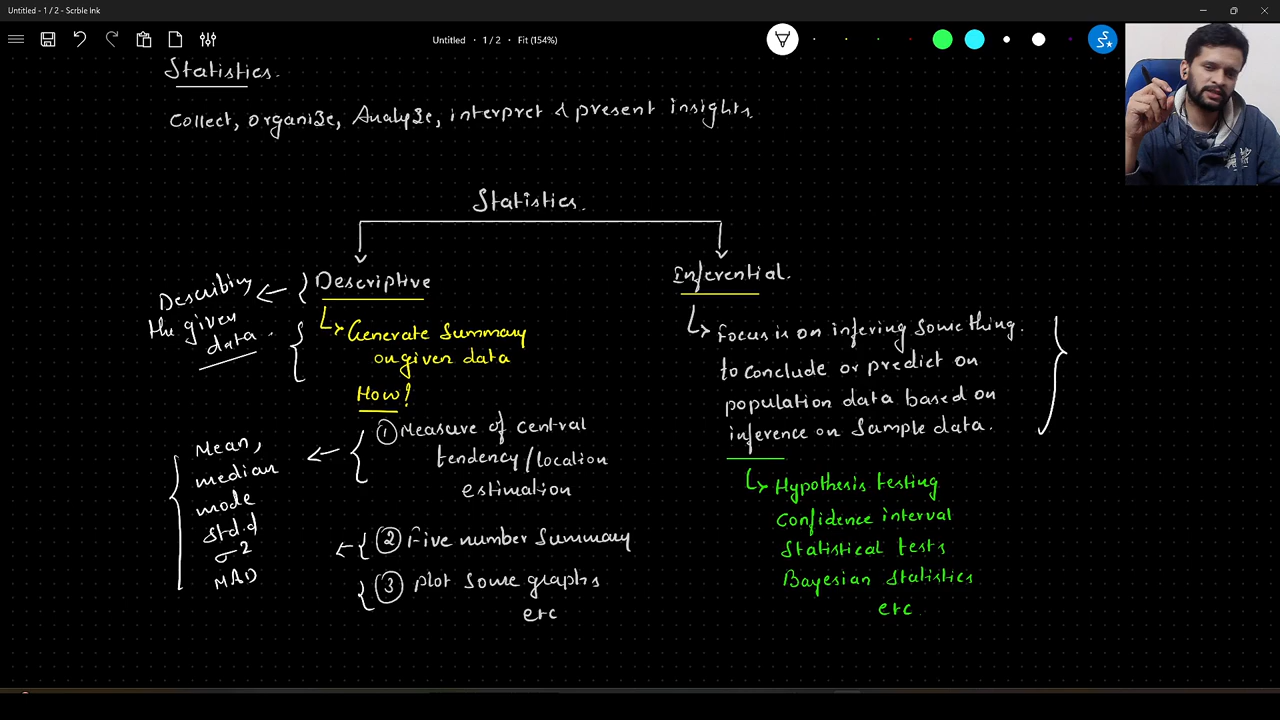 Untitled - 1 / 2 - Scrble Ink
Untitled • 1 / 2 • Fit (154%)
Statistics.
Collect, organize, Analyze, interpret & present insights.
Statistics.
Descriptive
Describing
the given
data.
Generate Summary
on given data
How?
① Measure of central
tendency/location
estimation
Mean,
median
mode
std.d
σ²
MAD
② Five number Summary
③ plot some graphs
etc
Inferential.
Focus is on infering something.
to conclude or predict on
population data based on
inference on Sample data.
Hypothesis testing
Confidence interval
Statistical tests
Bayesian Statistics
etc.